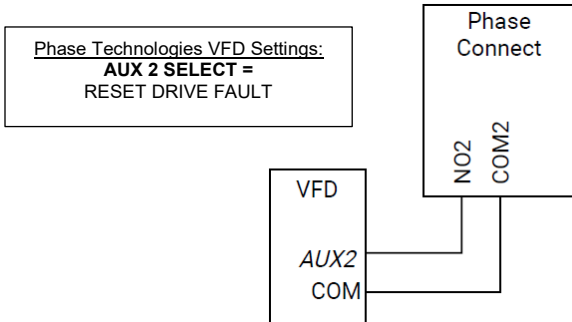 Phase Technologies VFD Settings:
AUX 2 SELECT =
RESET DRIVE FAULT
Phase
Connect
NO2
COM2
VFD
AUX2
COM